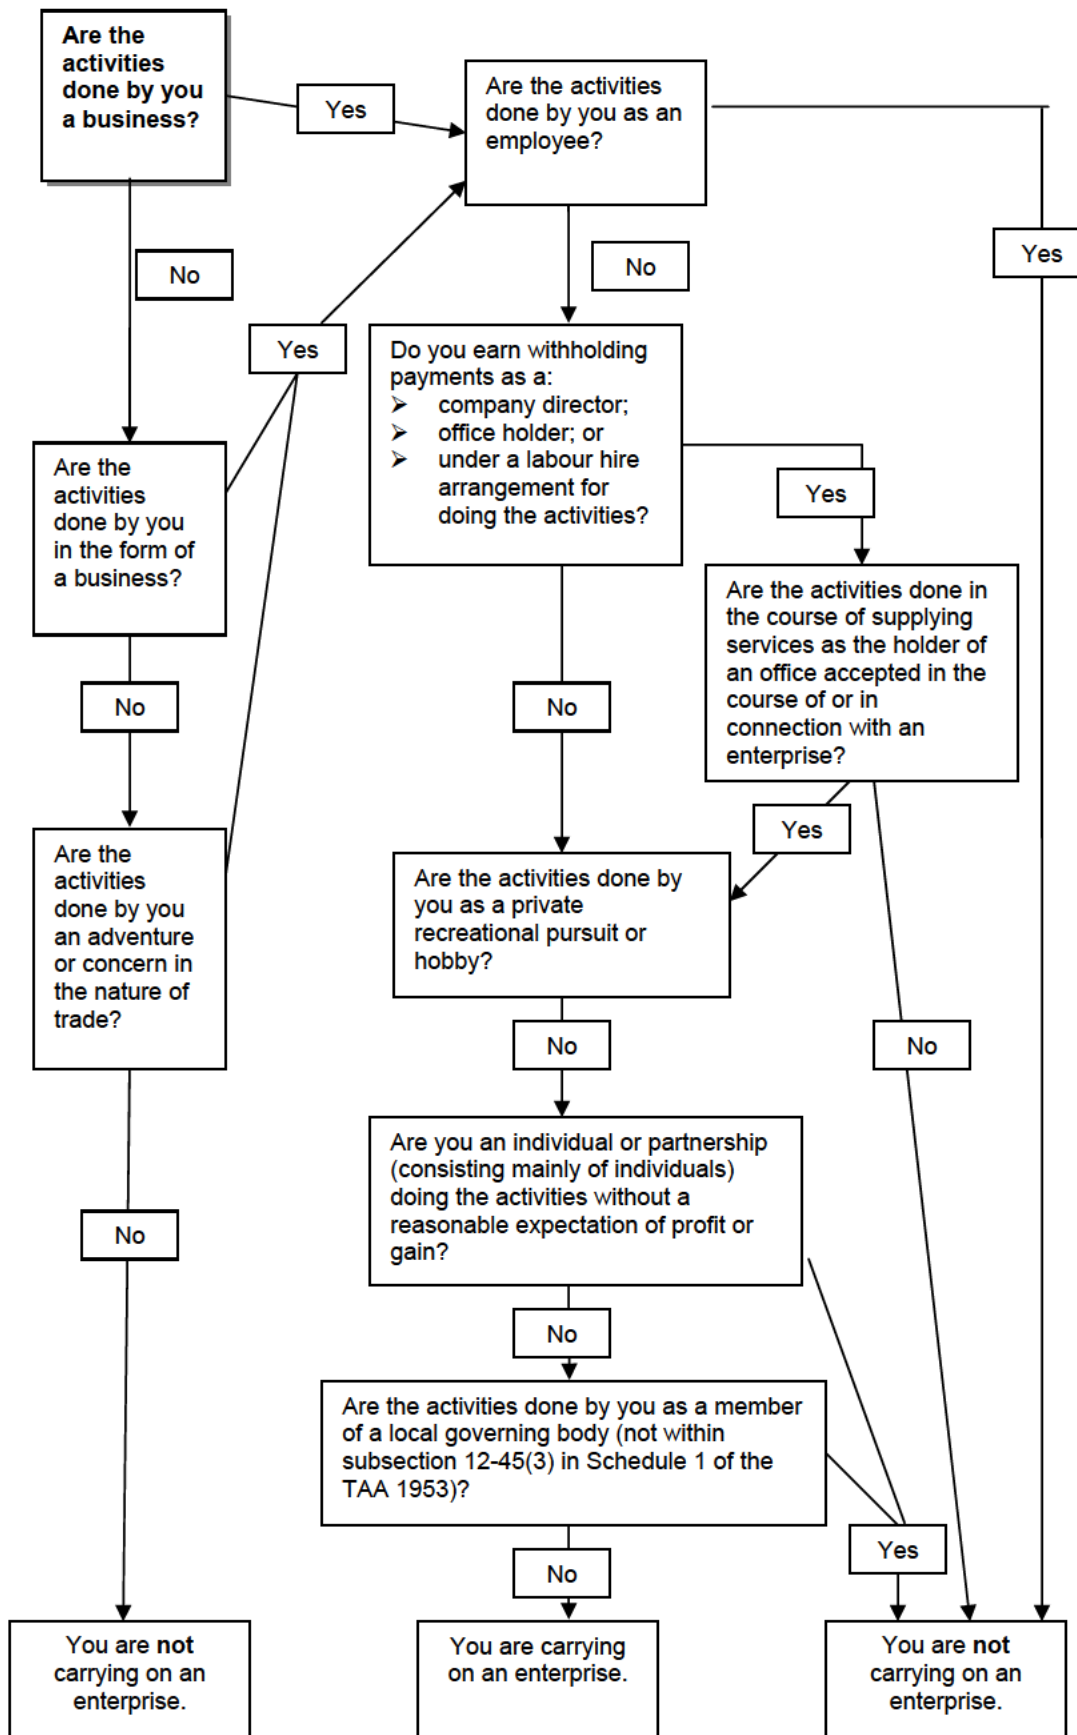 Are the
activities
done by you
a business?
Yes
Are the activities
done by you as an
employee?
Yes
No
No
Yes
Do you earn withholding
payments as a:
➢ company director;
➢ office holder; or
➢ under a labour hire
arrangement for
doing the activities?
Are the
activities
done by you
in the form of
a business?
Yes
Are the activities done in
the course of supplying
services as the holder of
an office accepted in the
course of or in
connection with an
enterprise?
No
No
Yes
Are the
activities
done by you
an adventure
or concern in
the nature of
trade?
Are the activities done by
you as a private
recreational pursuit or
hobby?
No
No
Are you an individual or partnership
(consisting mainly of individuals)
doing the activities without a
reasonable expectation of profit or
gain?
No
No
Are the activities done by you as a member
of a local governing body (not within
subsection 12-45(3) in Schedule 1 of the
TAA 1953)?
Yes
No
You are not
carrying on an
enterprise.
You are carrying
on an enterprise.
You are not
carrying on an
enterprise.